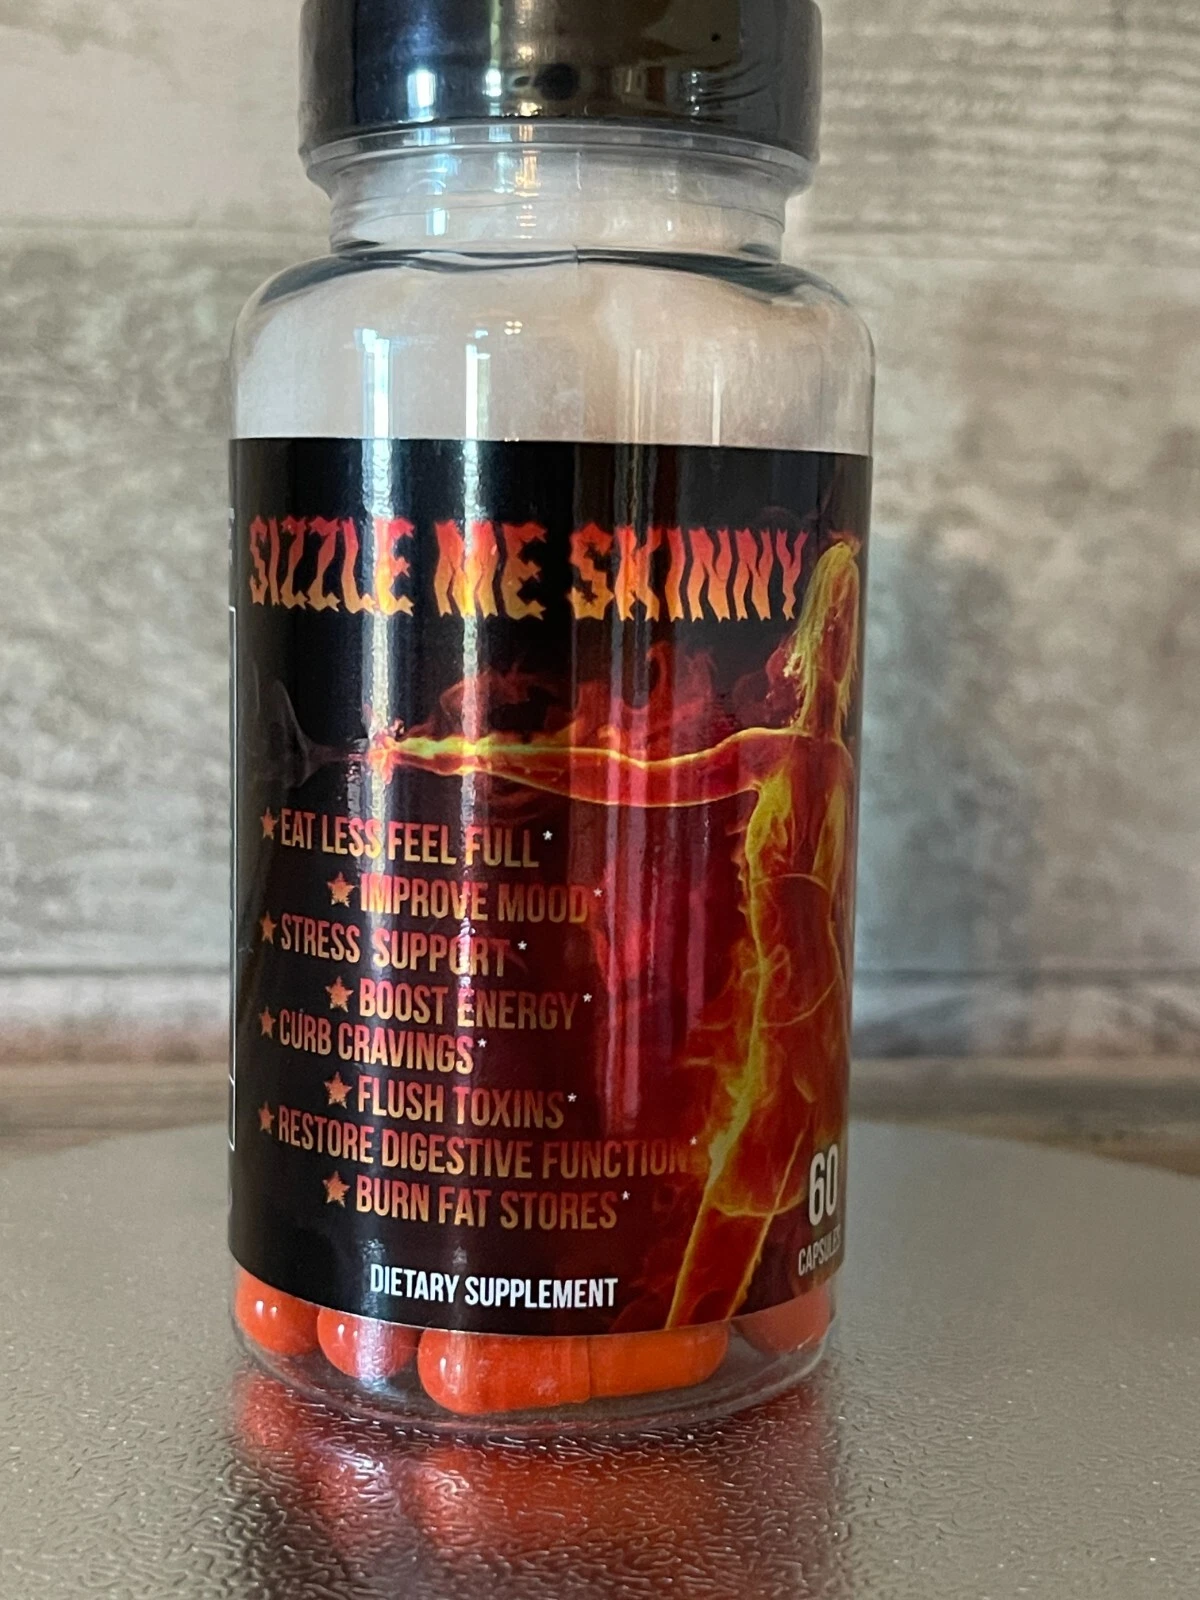 SIZZLE ME SKINNY
★ EAT LESS FEEL FULL*
★ IMPROVE MOOD*
★ STRESS SUPPORT*
★ BOOST ENERGY*
★ CURB CRAVINGS*
★ FLUSH TOXINS*
★ RESTORE DIGESTIVE FUNCTION*
★ BURN FAT STORES*
60
CAPSULES
DIETARY SUPPLEMENT